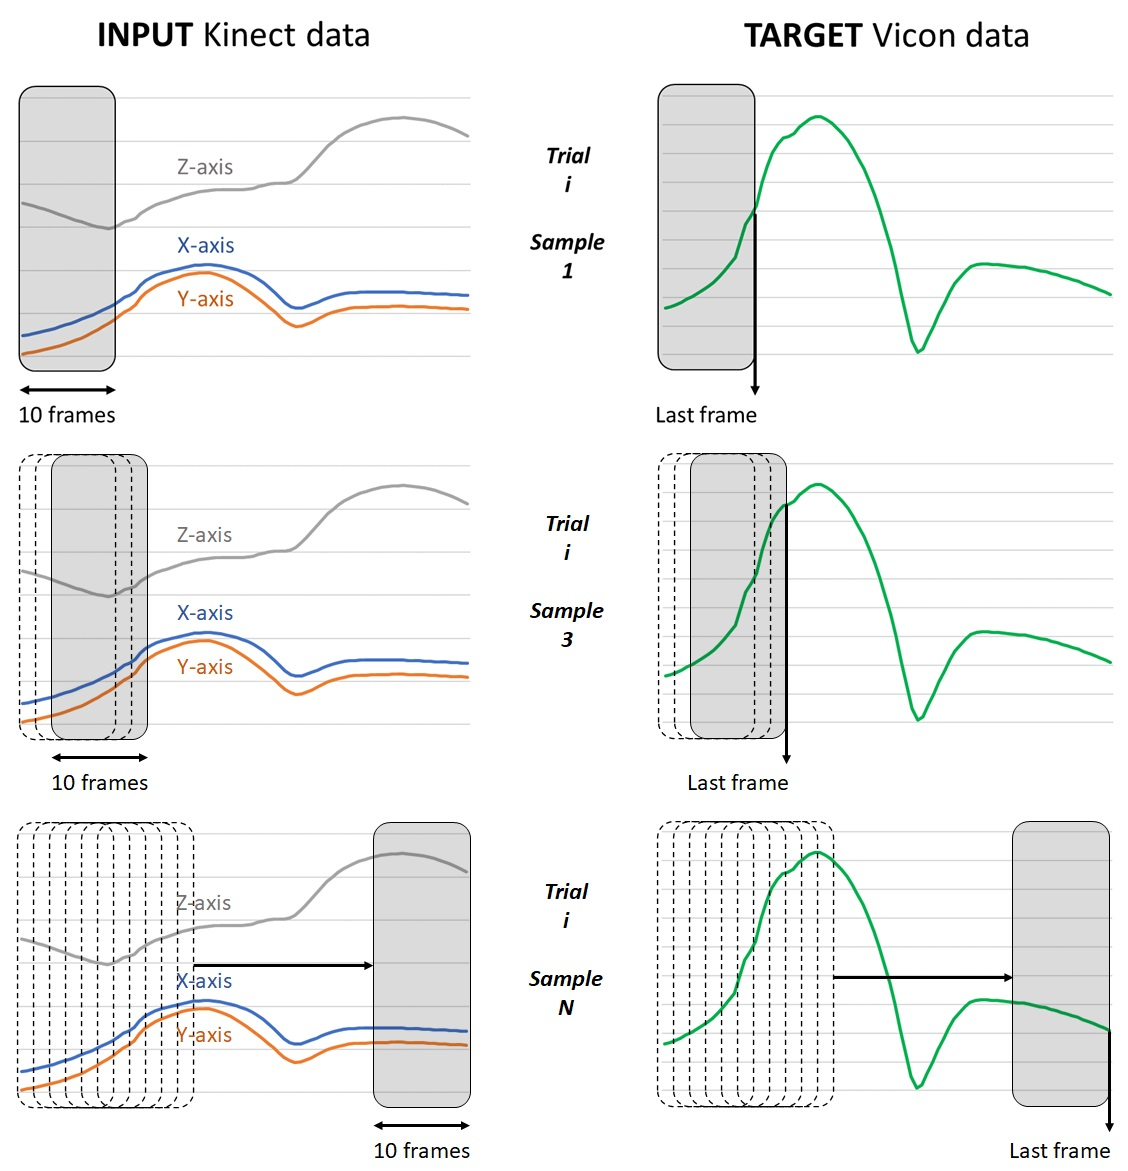 INPUT Kinect data
TARGET Vicon data
Z-axis
X-axis
Y-axis
10 frames
Trial
i
Sample
1
Last frame
Z-axis
X-axis
Y-axis
10 frames
Trial
i
Sample
3
Last frame
Z-axis
X-axis
Y-axis
10 frames
Trial
i
Sample
N
Last frame